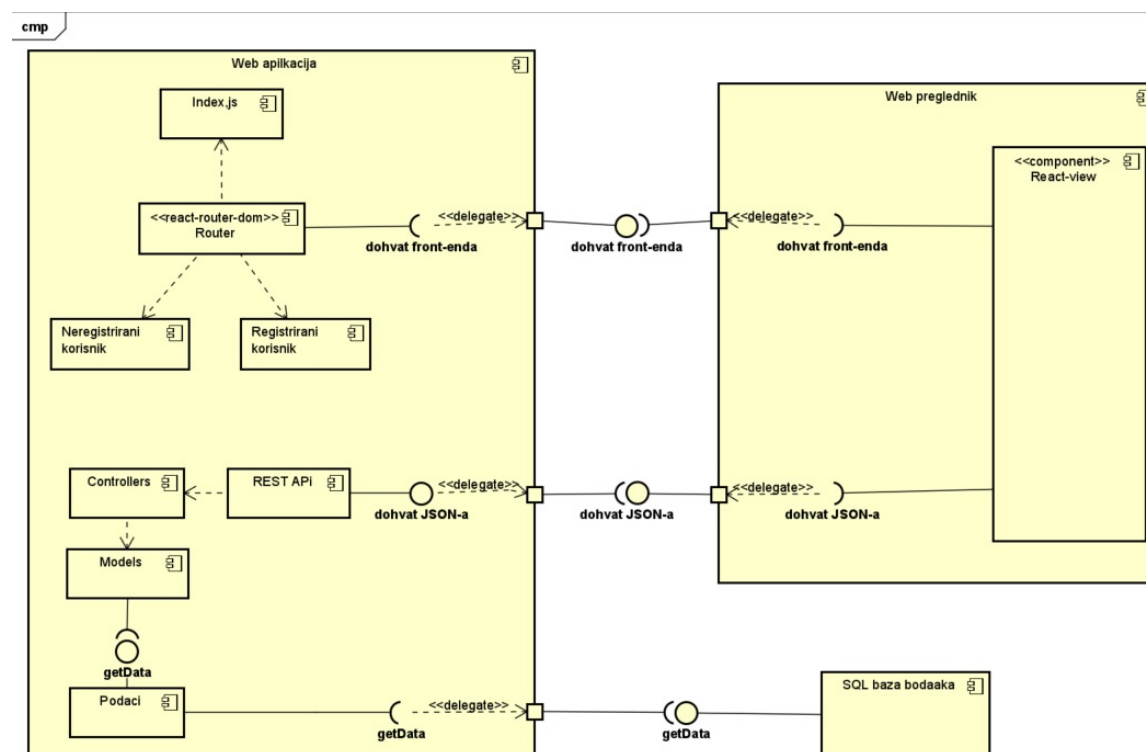 cmp
Web apilkacija
Index.js
<<react-router-dom>>
Router
<<delegate>>
dohvat front-enda
dohvat front-enda
Web preglednik
<<component>>
React-view
<<delegate>>
dohvat front-enda
Neregistrirani
korisnik
Registrirani
korisnik
Controllers
REST APi
<<delegate>>
dohvat JSON-a
dohvat JSON-a
<<delegate>>
dohvat JSON-a
Models
getData
Podaci
<<delegate>>
getData
getData
SQL baza bodaaka